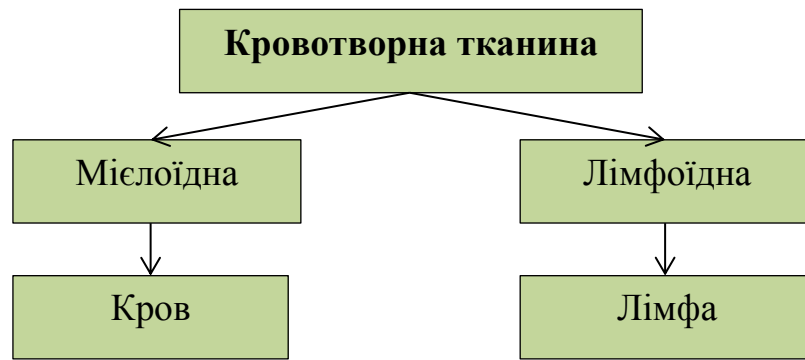 Кровотворна тканина
Мієлоїдна
Лімфоїдна
Кров
Лімфа